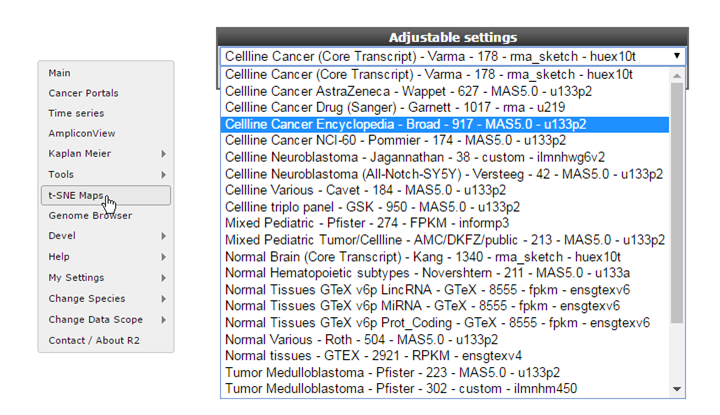 Main
Cancer Portals
Time series
AmpliconView
Kaplan Meier
Tools
t-SNE Maps
Genome Browser
Devel
Help
My Settings
Change Species
Change Data Scope
Contact / About R2
Adjustable settings
Cellline Cancer (Core Transcript) - Varma - 178 - rma_sketch - huex10t
Cellline Cancer (Core Transcript) - Varma - 178 - rma_sketch - huex10t
Cellline Cancer AstraZeneca - Wappet - 627 - MAS5.0 - u133p2
Cellline Cancer Drug (Sanger) - Garnett - 1017 - rma - u219
Cellline Cancer Encyclopedia - Broad - 917 - MAS5.0 - u133p2
Cellline Cancer NCI-60 - Pommier - 174 - MAS5.0 - u133p2
Cellline Neuroblastoma - Jagannathan - 38 - custom - ilmnhwg6v2
Cellline Neuroblastoma (All-Notch-SY5Y) - Versteeg - 42 - MAS5.0 - u133p2
Cellline Various - Cavet - 184 - MAS5.0 - u133p2
Cellline triplo panel - GSK - 950 - MAS5.0 - u133p2
Mixed Pediatric - Pfister - 274 - FPKM - informp3
Mixed Pediatric Tumor/Cellline - AMC/DKFZ/public - 213 - MAS5.0 - u133p2
Normal Brain (Core Transcript) - Kang - 1340 - rma_sketch - huex10t
Normal Hematopoietic subtypes - Novershtern - 211 - MAS5.0 - u133a
Normal Tissues GTeX v6p LincRNA - GTeX - 8555 - fpkm - ensgtexv6
Normal Tissues GTeX v6p MiRNA - GTeX - 8555 - fpkm - ensgtexv6
Normal Tissues GTeX v6p Prot_Coding - GTeX - 8555 - fpkm - ensgtexv6
Normal Various - Roth - 504 - MAS5.0 - u133p2
Normal tissues - GTEX - 2921 - RPKM - ensgtexv4
Tumor Medulloblastoma - Pfister - 223 - MAS5.0 - u133p2
Tumor Medulloblastoma - Pfister - 302 - custom - ilmnhm450